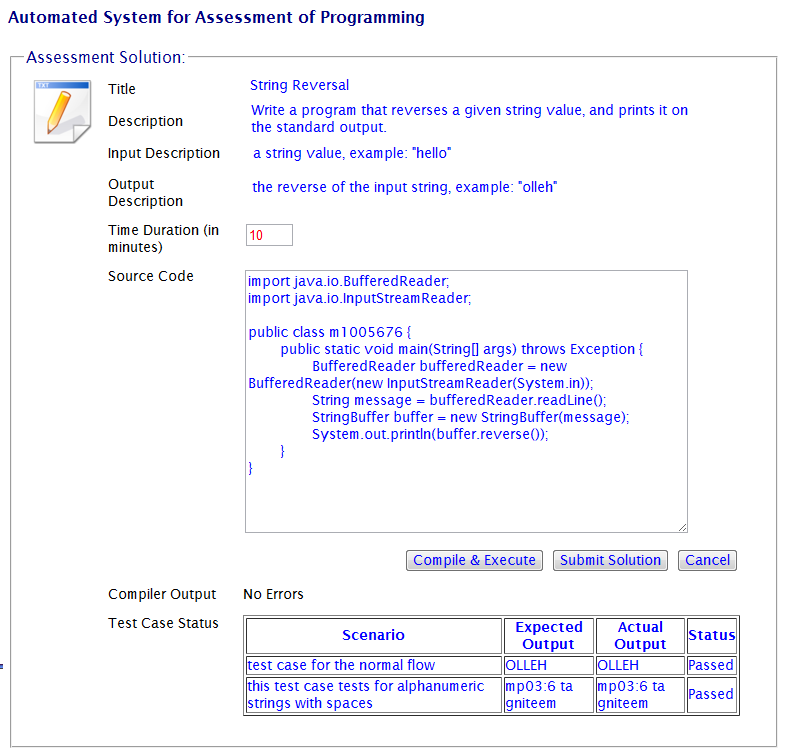 Automated System for Assessment of Programming
Assessment Solution:
TXT
Title
String Reversal
Description
Write a program that reverses a given string value, and prints it on
the standard output.
Input Description
a string value, example: "hello"
Output
Description
the reverse of the input string, example: "olleh"
Time Duration (in
minutes)
10
Source Code
import java.io.BufferedReader;
import java.io.InputStreamReader;
public class m1005676 {
public static void main(String[] args) throws Exception {
BufferedReader bufferedReader = new
BufferedReader(new InputStreamReader(System.in));
String message = bufferedReader.readLine();
StringBuffer buffer = new StringBuffer(message);
System.out.println(buffer.reverse());
}
}
Compile & Execute
Submit Solution
Cancel
Compiler Output
No Errors
Test Case Status
Scenario
Expected
Output
Actual
Output
Status
test case for the normal flow
OLLEH
OLLEH
Passed
this test case tests for alphanumeric
strings with spaces
mp03:6 ta
gniteem
mp03:6 ta
gniteem
Passed